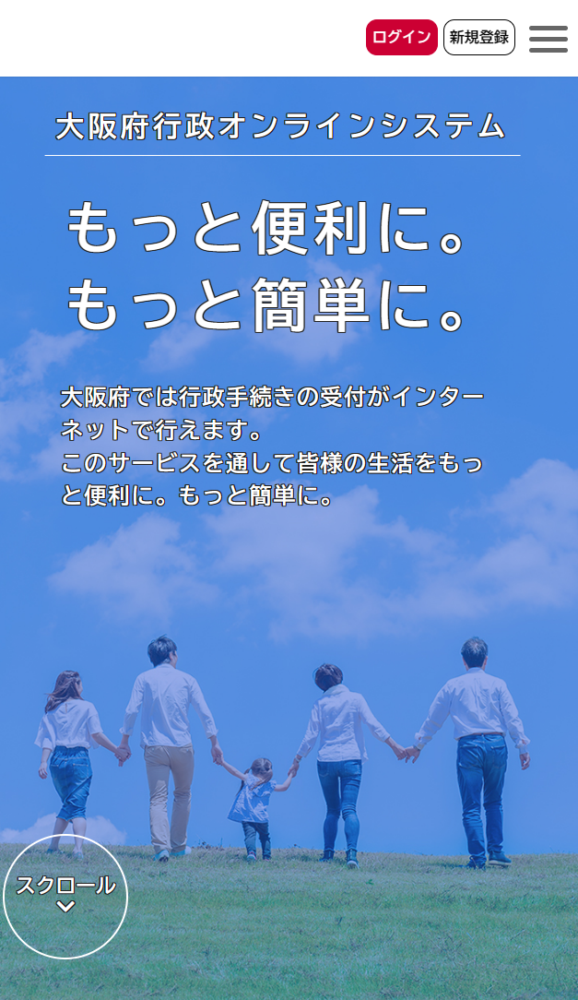 ログイン 新規登録
大阪府行政オンラインシステム
もっと便利に。
もっと簡単に。
大阪府では行政手続きの受付がインター
ネットで行えます。
このサービスを通して皆様の生活をもっ
と便利に。もっと簡単に。
スクロール